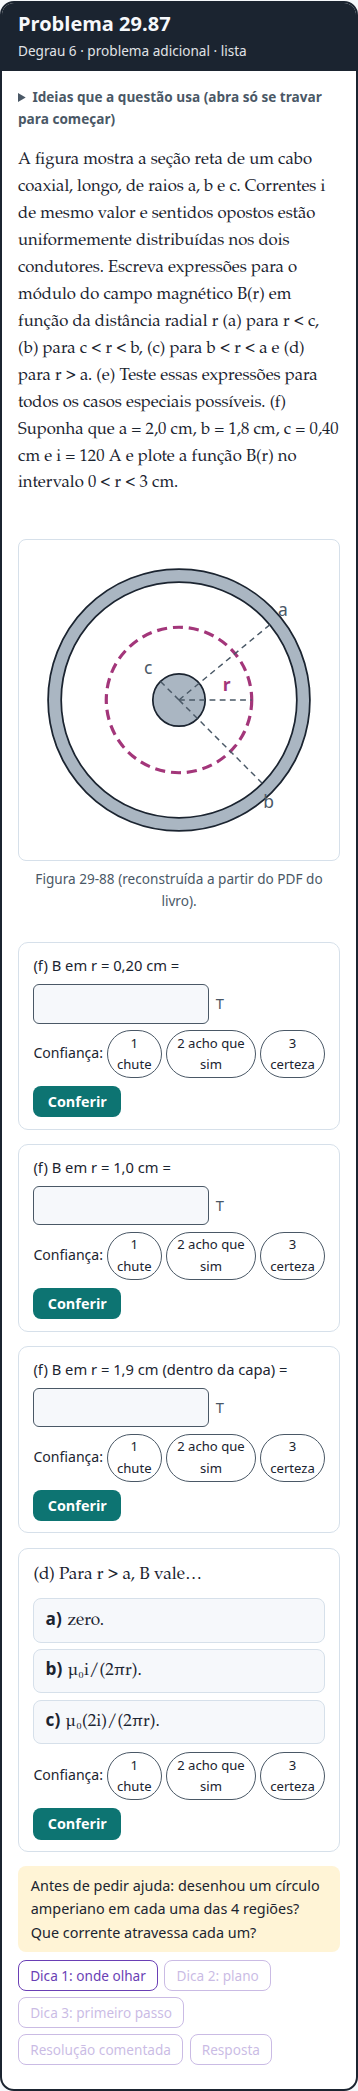 Problema 29.87
Degrau 6 · problema adicional · lista
▶ Ideias que a questão usa (abra só se travar
para começar)
A figura mostra a seção reta de um cabo
coaxial, longo, de raios a, b e c. Correntes i
de mesmo valor e sentidos opostos estão
uniformemente distribuídas nos dois
condutores. Escreva expressões para o
módulo do campo magnético B(r) em
função da distância radial r (a) para r < c,
(b) para c < r < b, (c) para b < r < a e (d)
para r > a. (e) Teste essas expressões para
todos os casos especiais possíveis. (f)
Suponha que a = 2,0 cm, b = 1,8 cm, c = 0,40
cm e i = 120 A e plote a função B(r) no
intervalo 0 < r < 3 cm.
a
c
r
b
Figura 29-88 (reconstruída a partir do PDF do
livro).
(f) B em r = 0,20 cm =
T
Confiança:
1
chute
2 acho que
sim
3
certeza
Conferir
(f) B em r = 1,0 cm =
T
Confiança:
1
chute
2 acho que
sim
3
certeza
Conferir
(f) B em r = 1,9 cm (dentro da capa) =
T
Confiança:
1
chute
2 acho que
sim
3
certeza
Conferir
(d) Para r > a, B vale…
a) zero.
b) μ₀i/(2πr).
c) μ₀(2i)/(2πr).
Confiança:
1
chute
2 acho que
sim
3
certeza
Conferir
Antes de pedir ajuda: desenhou um círculo
amperiano em cada uma das 4 regiões?
Que corrente atravessa cada um?
Dica 1: onde olhar
Dica 2: plano
Dica 3: primeiro passo
Resolução comentada
Resposta